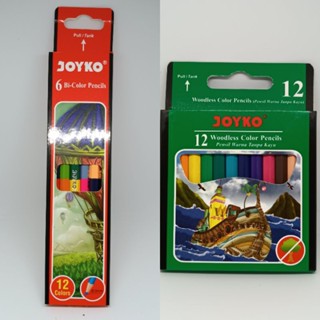 Pull / Tarik
JOYKO
6 Bi-Color Pencils
JOYKO
12
Colors
Pull / Tarik
12
Woodless Color Pencils (Pensil Warna Tanpa Kayu)
JOYKO
12 Woodless Color Pencils
Pensil Warna Tanpa Kayu